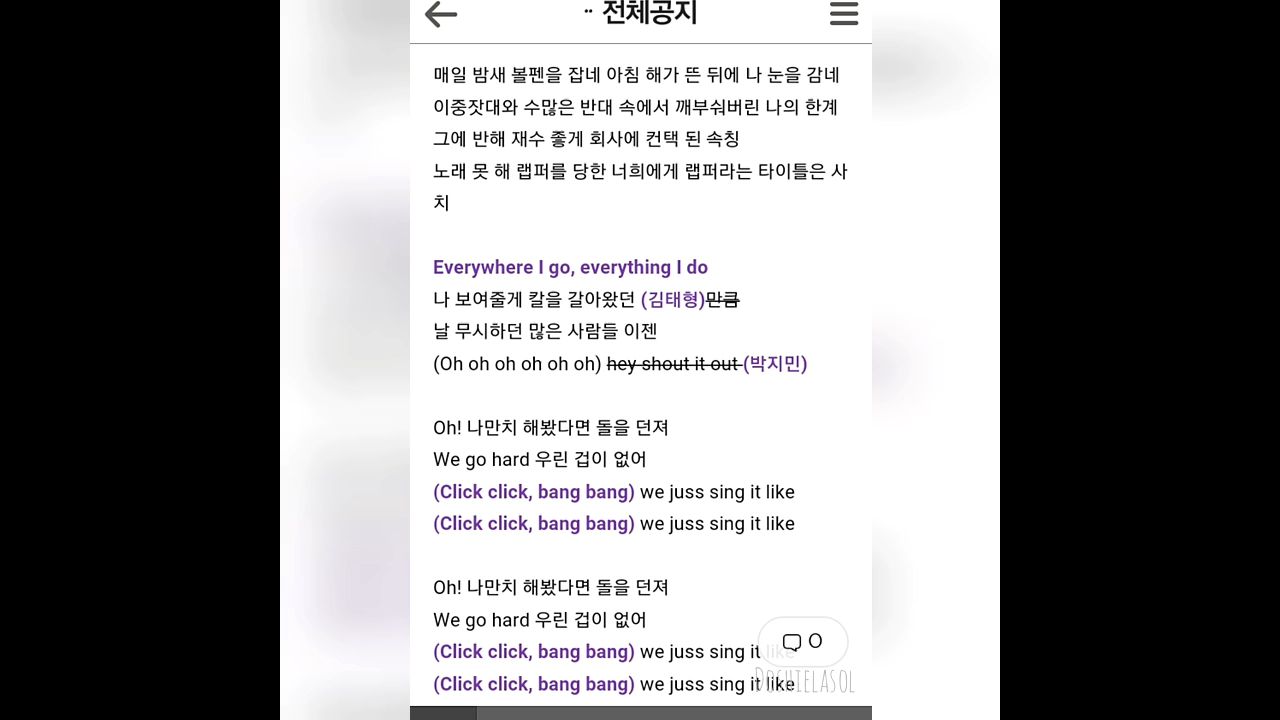 전체공지
매일 밤새 볼펜을 잡네 아침 해가 뜬 뒤에 나 눈을 감네
이중잣대와 수많은 반대 속에서 깨부숴버린 나의 한계
그에 반해 재수 좋게 회사에 컨택 된 속칭
노래 못 해 랩퍼를 당한 너희에게 랩퍼라는 타이틀은 사
치
Everywhere I go, everything I do
나 보여줄게 칼을 갈아왔던 (김태형)만큼
날 무시하던 많은 사람들 이젠
(Oh oh oh oh oh oh) hey shout it out (박지민)
Oh! 나만치 해봤다면 돌을 던져
We go hard 우린 겁이 없어
(Click click, bang bang) we juss sing it like
(Click click, bang bang) we juss sing it like
Oh! 나만치 해봤다면 돌을 던져
We go hard 우린 겁이 없어
(Click click, bang bang) we juss sing it like
0
(Click click, bang bang) we juss sing it like
DOCHIELASOL